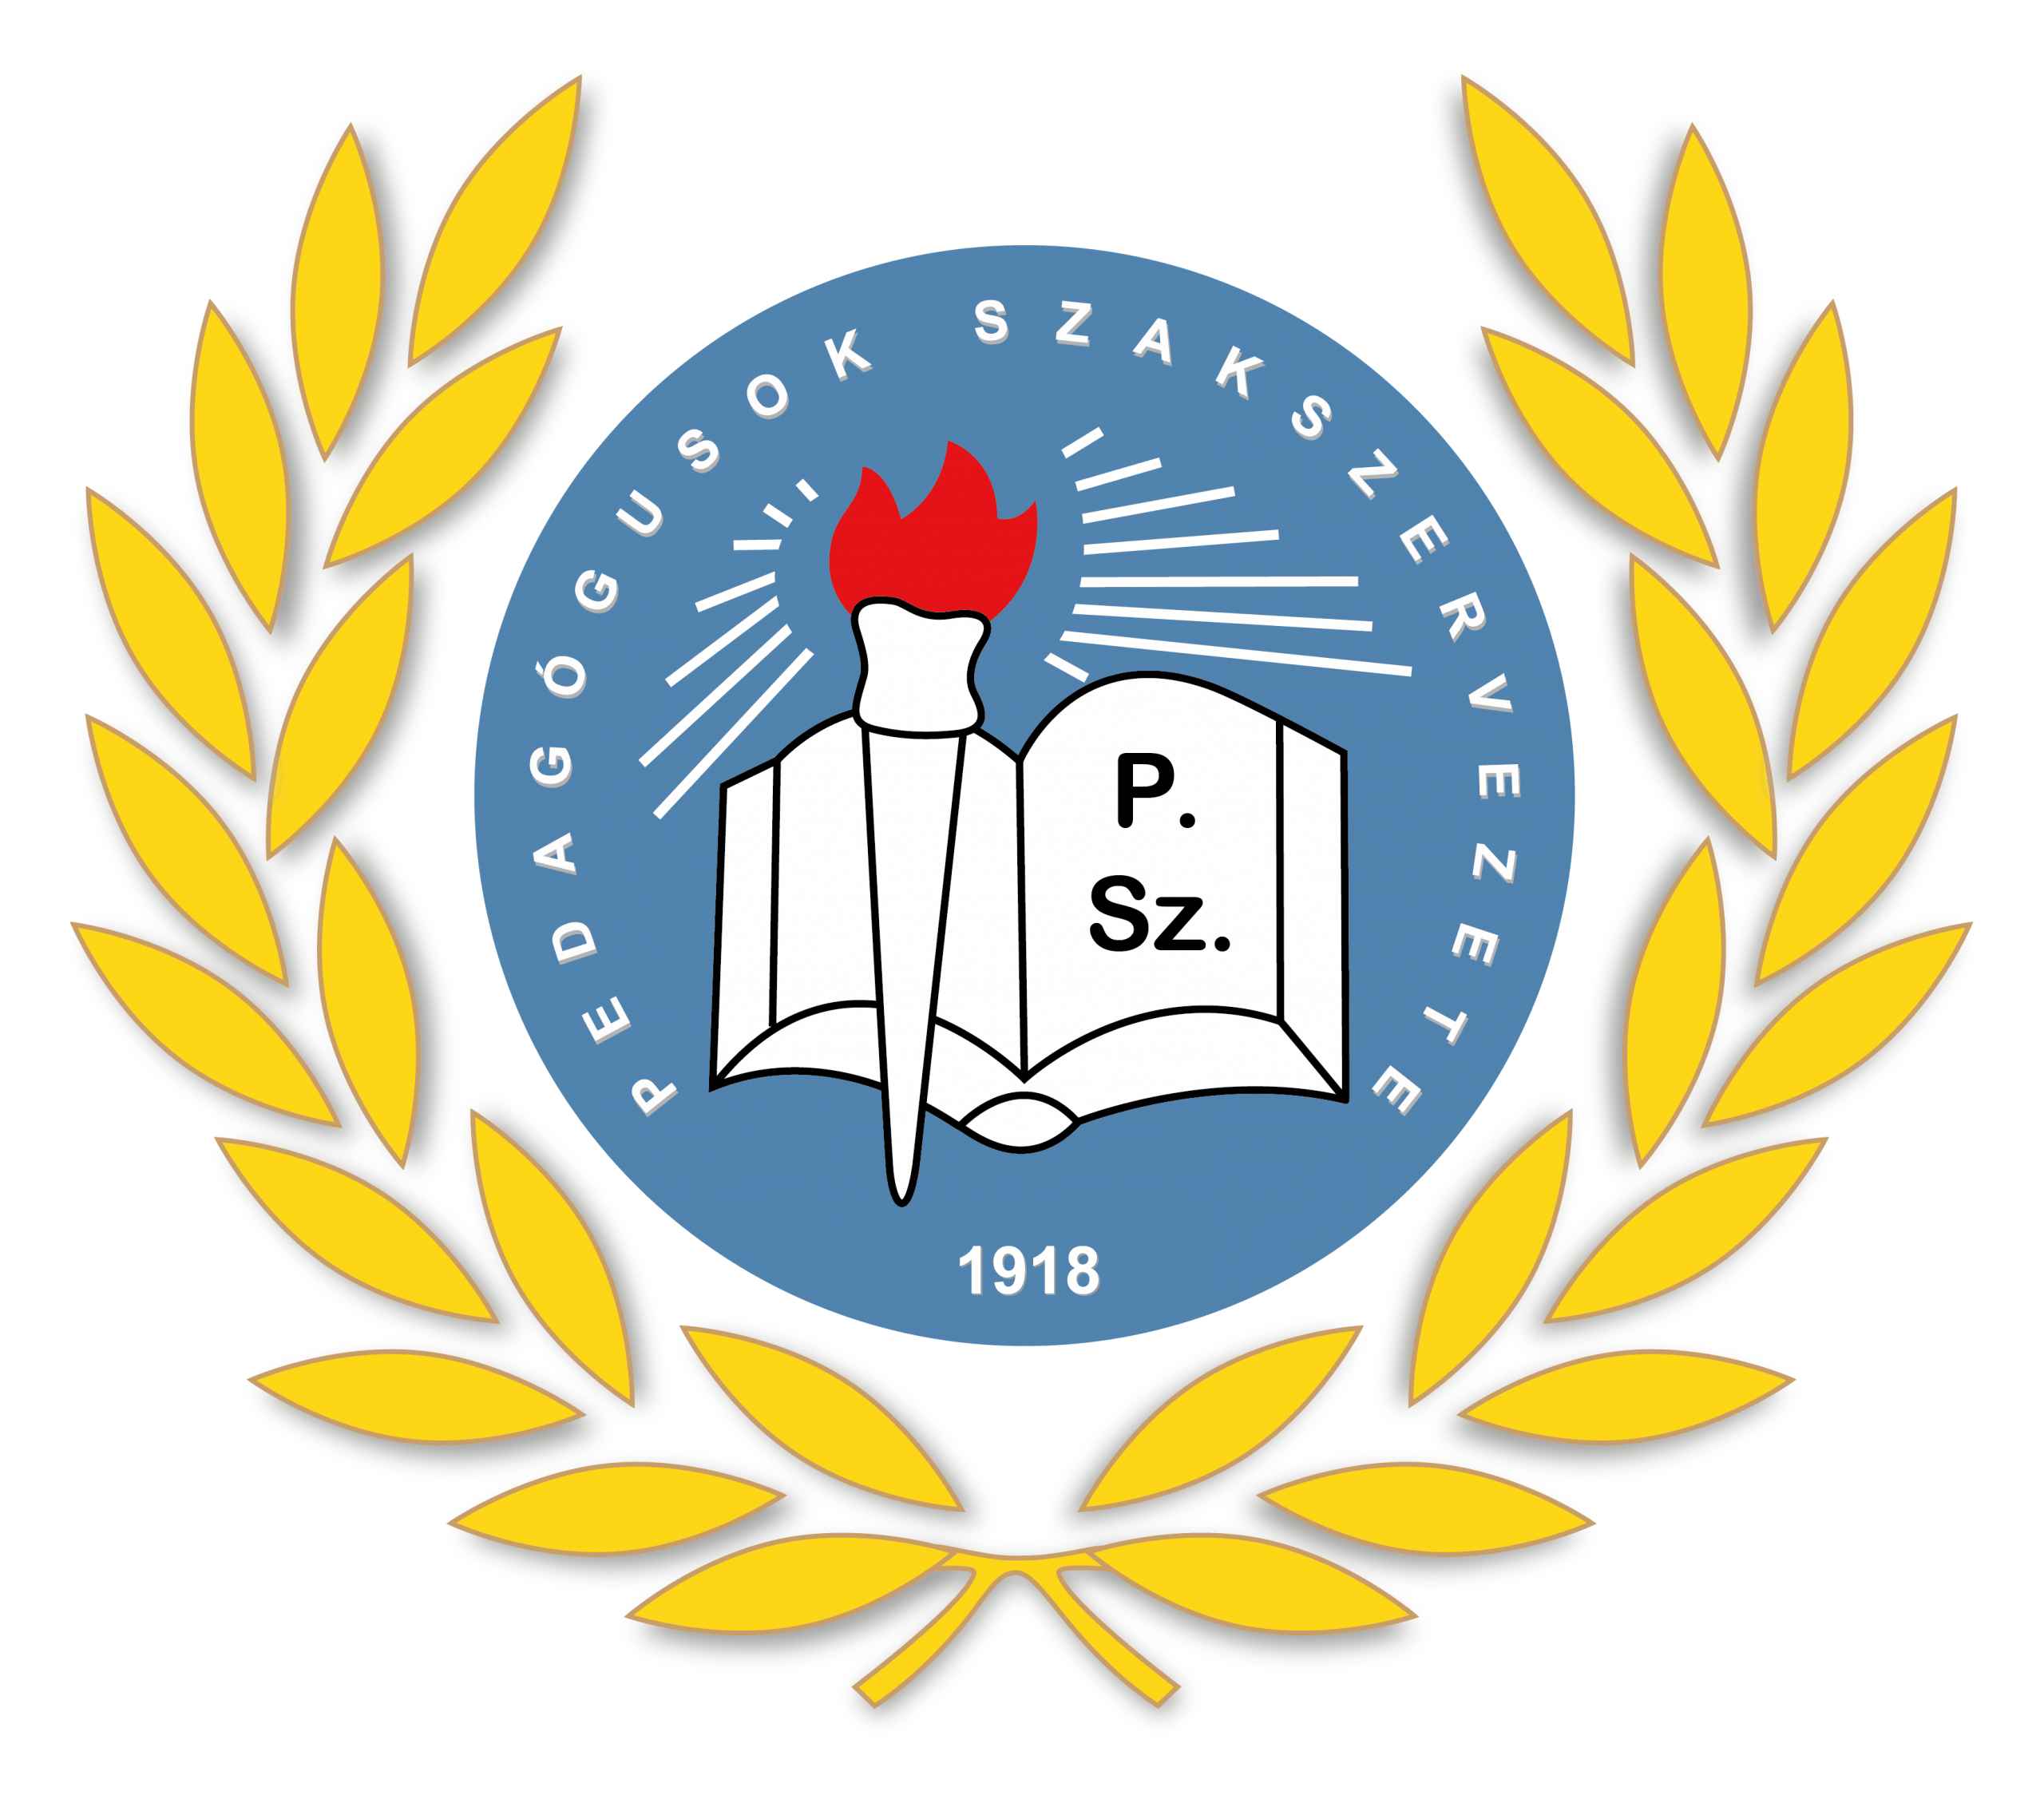 PEDAGÓGUSOK SZAKSZERVEZETE
P.
Sz.
1918